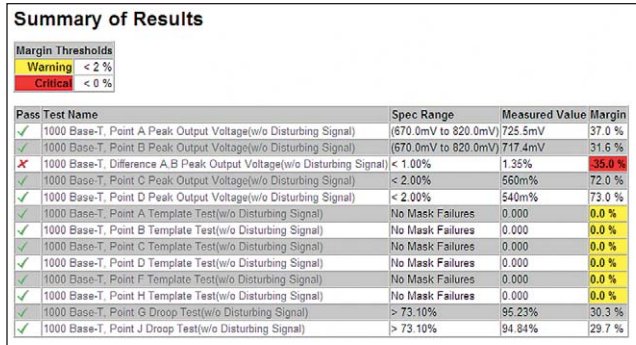 Summary of Results
Margin Thresholds
Warning < 2 %
Critical < 0 %
Pass Test Name Spec Range Measured Value Margin
1000 Base-T, Point A Peak Output Voltage(w/o Disturbing Signal) (670.0mV to 820.0mV) 725.5mV 37.0 %
1000 Base-T, Point B Peak Output Voltage(w/o Disturbing Signal) (670.0mV to 820.0mV) 717.4mV 31.6 %
1000 Base-T, Difference A,B Peak Output Voltage(w/o Disturbing Signal) < 1.00% 1.35% -35.0 %
1000 Base-T, Point C Peak Output Voltage(w/o Disturbing Signal) < 2.00% 560m% 72.0 %
1000 Base-T, Point D Peak Output Voltage(w/o Disturbing Signal) < 2.00% 540m% 73.0 %
1000 Base-T, Point A Template Test(w/o Disturbing Signal) No Mask Failures 0.000 0.0 %
1000 Base-T, Point B Template Test(w/o Disturbing Signal) No Mask Failures 0.000 0.0 %
1000 Base-T, Point C Template Test(w/o Disturbing Signal) No Mask Failures 0.000 0.0 %
1000 Base-T, Point D Template Test(w/o Disturbing Signal) No Mask Failures 0.000 0.0 %
1000 Base-T, Point F Template Test(w/o Disturbing Signal) No Mask Failures 0.000 0.0 %
1000 Base-T, Point H Template Test(w/o Disturbing Signal) No Mask Failures 0.000 0.0 %
1000 Base-T, Point G Droop Test(w/o Disturbing Signal) > 73.10% 95.23% 30.3 %
1000 Base-T, Point J Droop Test(w/o Disturbing Signal) > 73.10% 94.84% 29.7 %